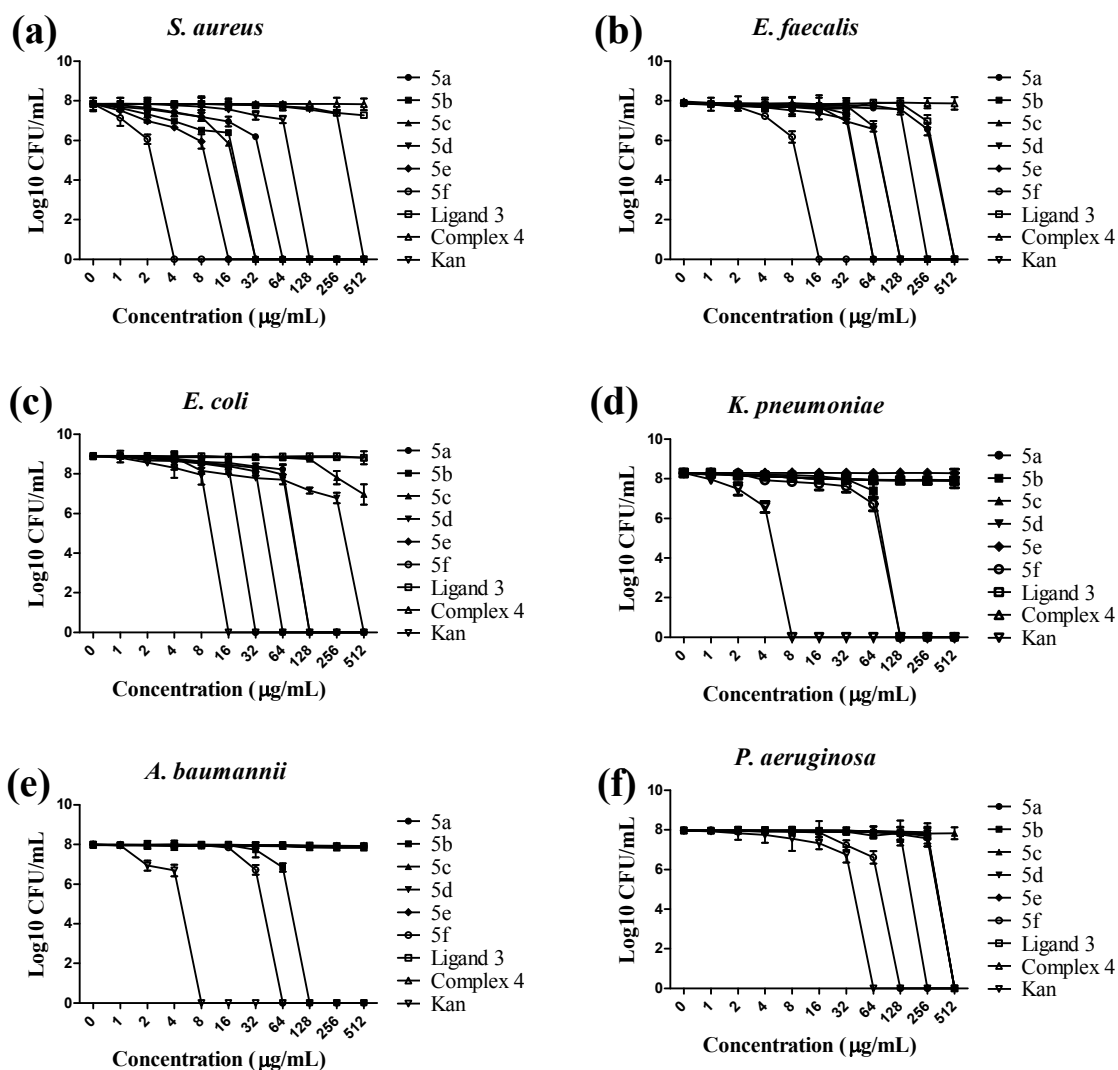 (a)
S. aureus
Log10 CFU/mL
10
8
6
4
2
0
0 1 2 4 8 16 32 64 128 256 512
Concentration (µg/mL)
5a
5b
5c
5d
5e
5f
Ligand 3
Complex 4
Kan
(b)
E. faecalis
Log10 CFU/mL
10
8
6
4
2
0
0 1 2 4 8 16 32 64 128 256 512
Concentration (µg/mL)
5a
5b
5c
5d
5e
5f
Ligand 3
Complex 4
Kan
(c)
E. coli
Log10 CFU/mL
10
8
6
4
2
0
0 1 2 4 8 16 32 64 128 256 512
Concentration (µg/mL)
5a
5b
5c
5d
5e
5f
Ligand 3
Complex 4
Kan
(d)
K. pneumoniae
Log10 CFU/mL
10
8
6
4
2
0
0 1 2 4 8 16 32 64 128 256 512
Concentration (µg/mL)
5a
5b
5c
5d
5e
5f
Ligand 3
Complex 4
Kan
(e)
A. baumannii
Log10 CFU/mL
10
8
6
4
2
0
0 1 2 4 8 16 32 64 128 256 512
Concentration (µg/mL)
5a
5b
5c
5d
5e
5f
Ligand 3
Complex 4
Kan
(f)
P. aeruginosa
Log10 CFU/mL
10
8
6
4
2
0
0 1 2 4 8 16 32 64 128 256 512
Concentration (µg/mL)
5a
5b
5c
5d
5e
5f
Ligand 3
Complex 4
Kan